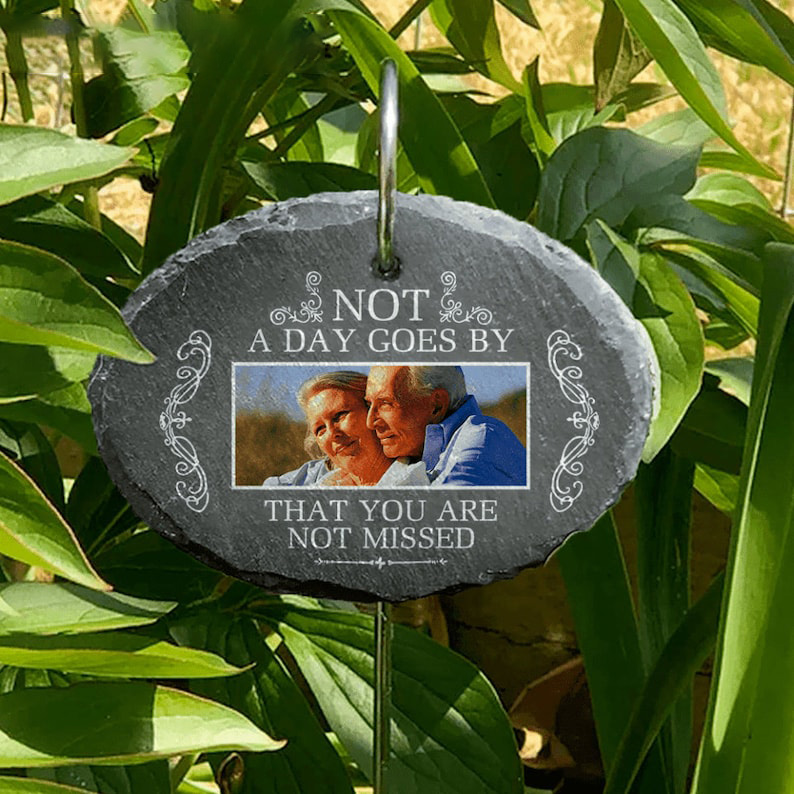 NOT
A DAY GOES BY
THAT YOU ARE
NOT MISSED